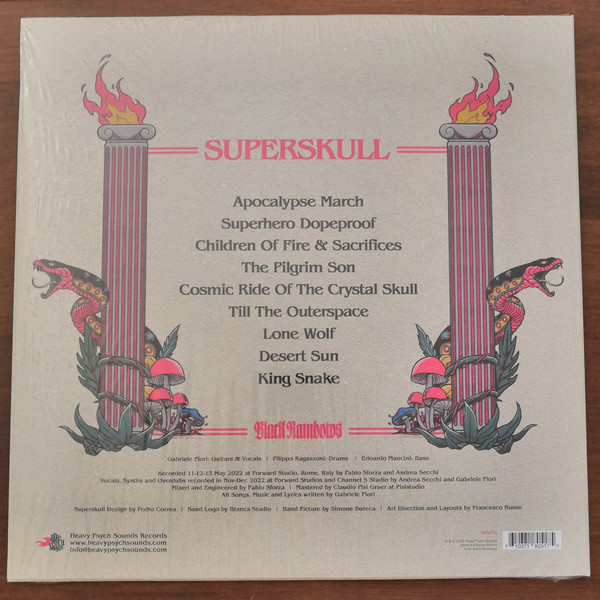 SUPERSKULL
Apocalypse March
Superhero Dopeproof
Children Of Fire & Sacrifices
The Pilgrim Son
Cosmic Ride Of The Crystal Skull
Till The Outerspace
Lone Wolf
Desert Sun
King Snake
Black Rainbows
Gabriele Fiori: Guitars & Vocals | Filippo Ragazzoni: Drums | Edoardo Mancini: Bass
Recorded 11-12-13 May 2022 at Forward Studio, Rome, Italy by Pablo Sforza and Andrea Secchi
Vocals, Synths and Overdubs recorded in Nov-Dec 2022 at Forward Studios and Channel 5 Studio by Andrea Secchi and Gabriele Fiori
Mixed and Engineered by Pablo Sforza | Mastered by Claudio Pisi Gruer at Pisistudio
All Songs, Music and Lyrics written by Gabriele Fiori
Superskull Design by Pedro Correa | Band Logo by Branca Studio | Band Picture by Simone Bureca | Art Direction and Layouts by Francesco Russo
Heavy Psych Sounds Records
www.heavypsychsounds.com
info@heavypsychsounds.com